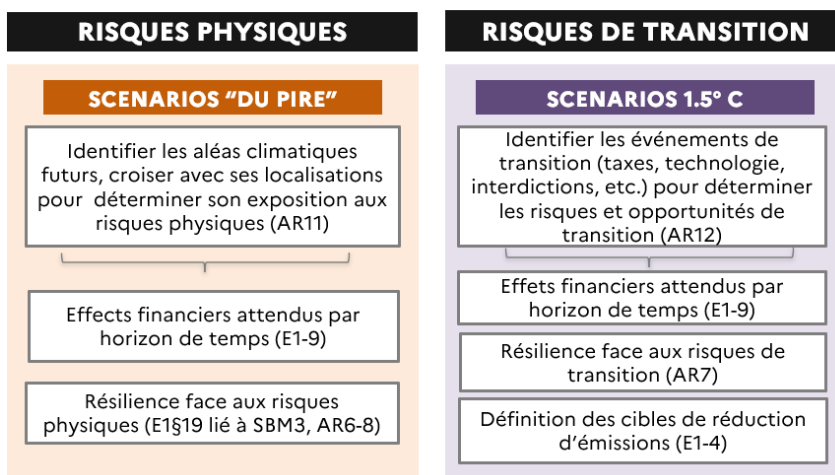 RISQUES PHYSIQUES
SCENARIOS “DU PIRE”
Identifier les aléas climatiques
futurs, croiser avec ses localisations
pour déterminer son exposition aux
risques physiques (AR11)
Effects financiers attendus par
horizon de temps (E1-9)
Résilience face aux risques
physiques (E1§19 lié à SBM3, AR6-8)
RISQUES DE TRANSITION
SCENARIOS 1.5° C
Identifier les événements de
transition (taxes, technologie,
interdictions, etc.) pour déterminer
les risques et opportunités de
transition (AR12)
Effets financiers attendus par
horizon de temps (E1-9)
Résilience face aux risques de
transition (AR7)
Définition des cibles de réduction
d’émissions (E1-4)